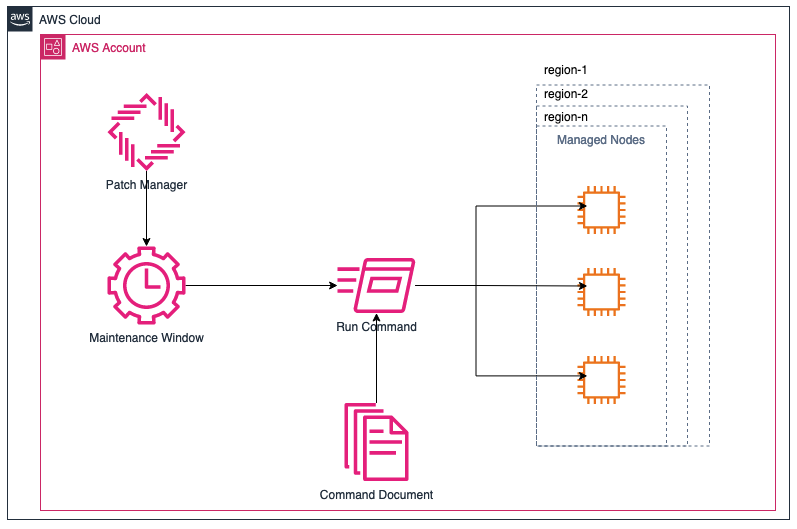 aws
AWS Cloud
AWS Account
region-1
region-2
region-n
Managed Nodes
Patch Manager
Maintenance Window
Run Command
Command Document